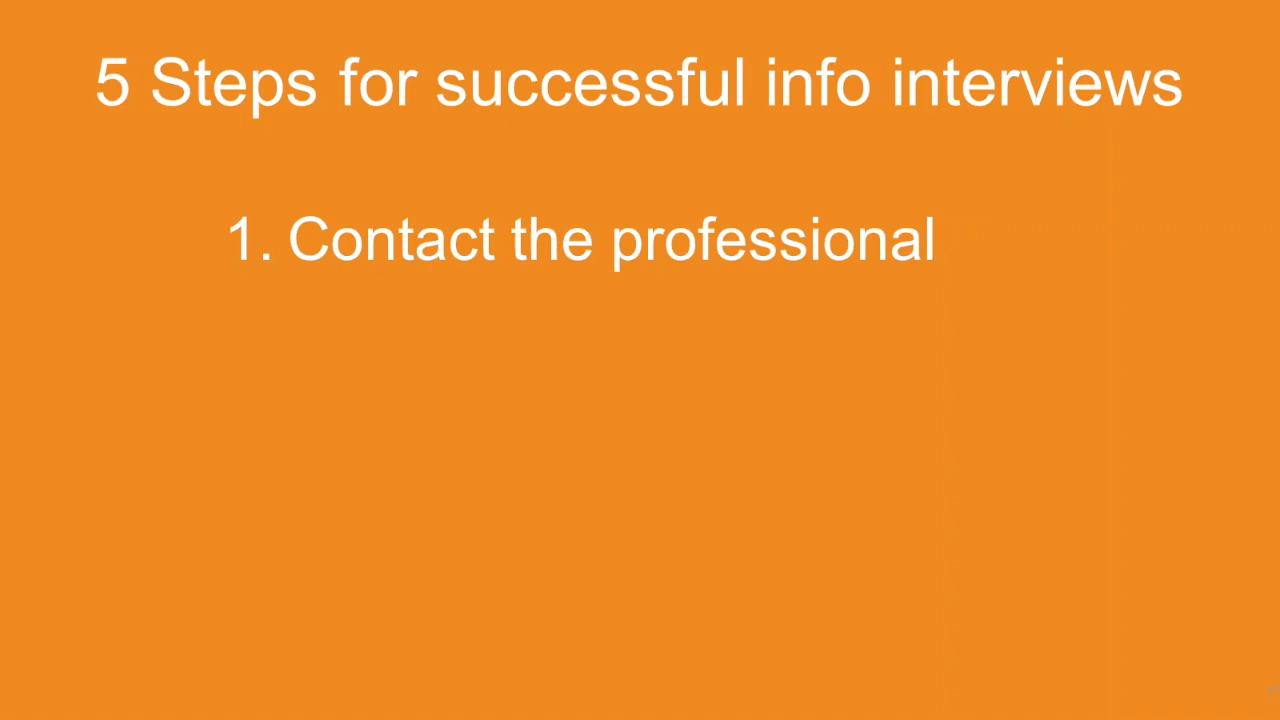 5 Steps for successful info interviews
1. Contact the professional